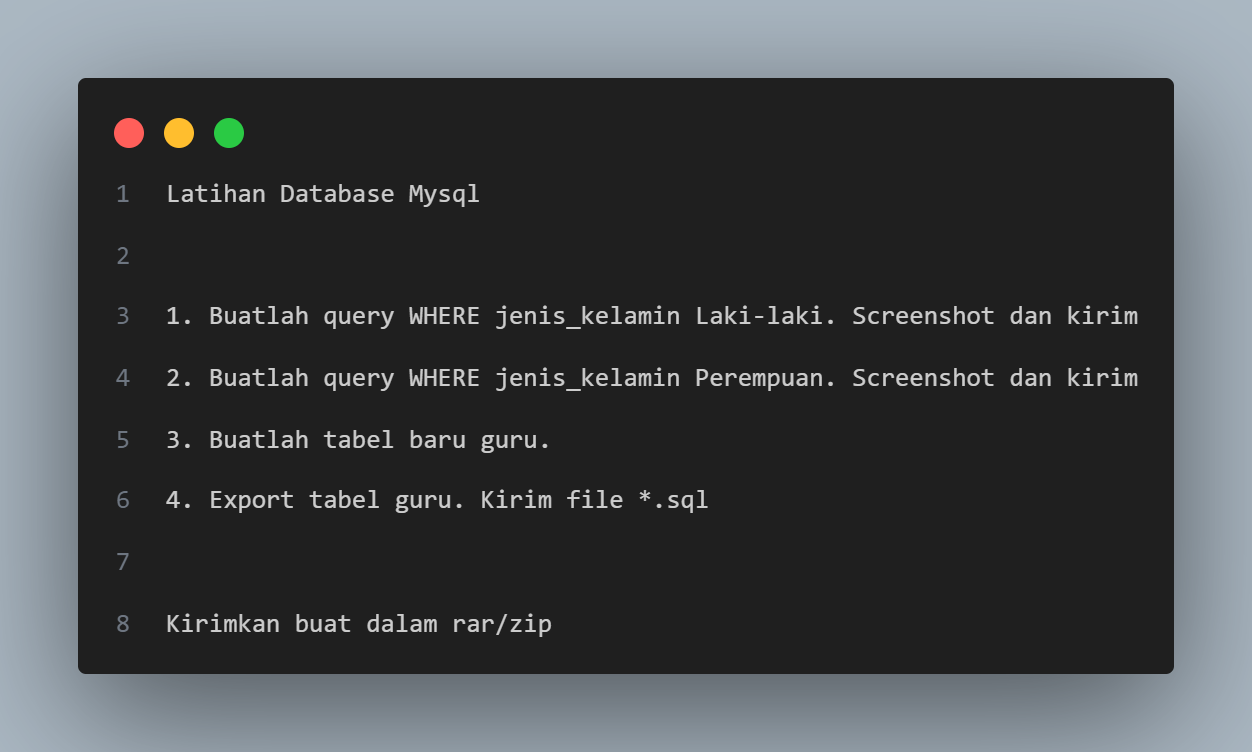 1 Latihan Database Mysql
2
3 1. Buatlah query WHERE jenis_kelamin Laki-laki. Screenshot dan kirim
4 2. Buatlah query WHERE jenis_kelamin Perempuan. Screenshot dan kirim
5 3. Buatlah tabel baru guru.
6 4. Export tabel guru. Kirim file *.sql
7
8 Kirimkan buat dalam rar/zip